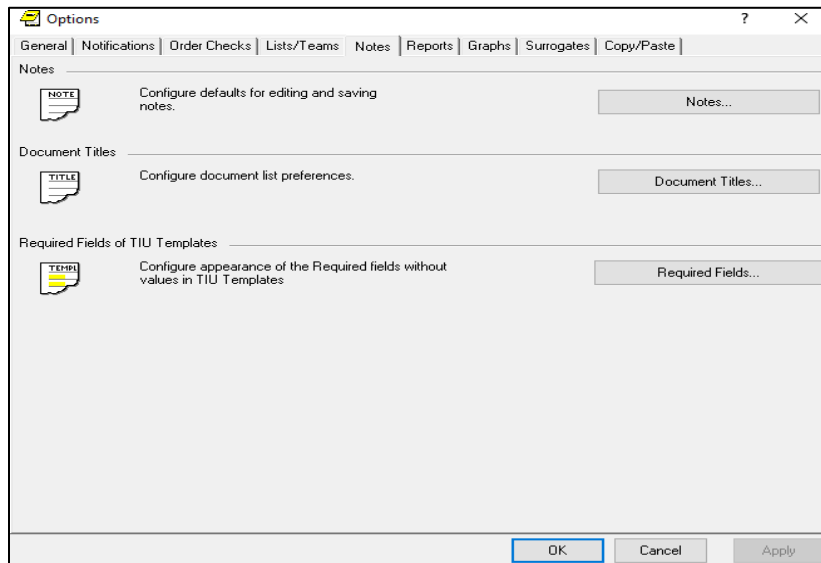 Options
?
General
Notifications
Order Checks
Lists/Teams
Notes
Reports
Graphs
Surrogates
Copy/Paste
Notes
NOTE
Configure defaults for editing and saving
notes.
Notes...
Document Titles
TITLE
Configure document list preferences.
Document Titles...
Required Fields of TIU Templates
TEMPL
Configure appearance of the Required fields without
values in TIU Templates
Required Fields...
OK
Cancel
Apply